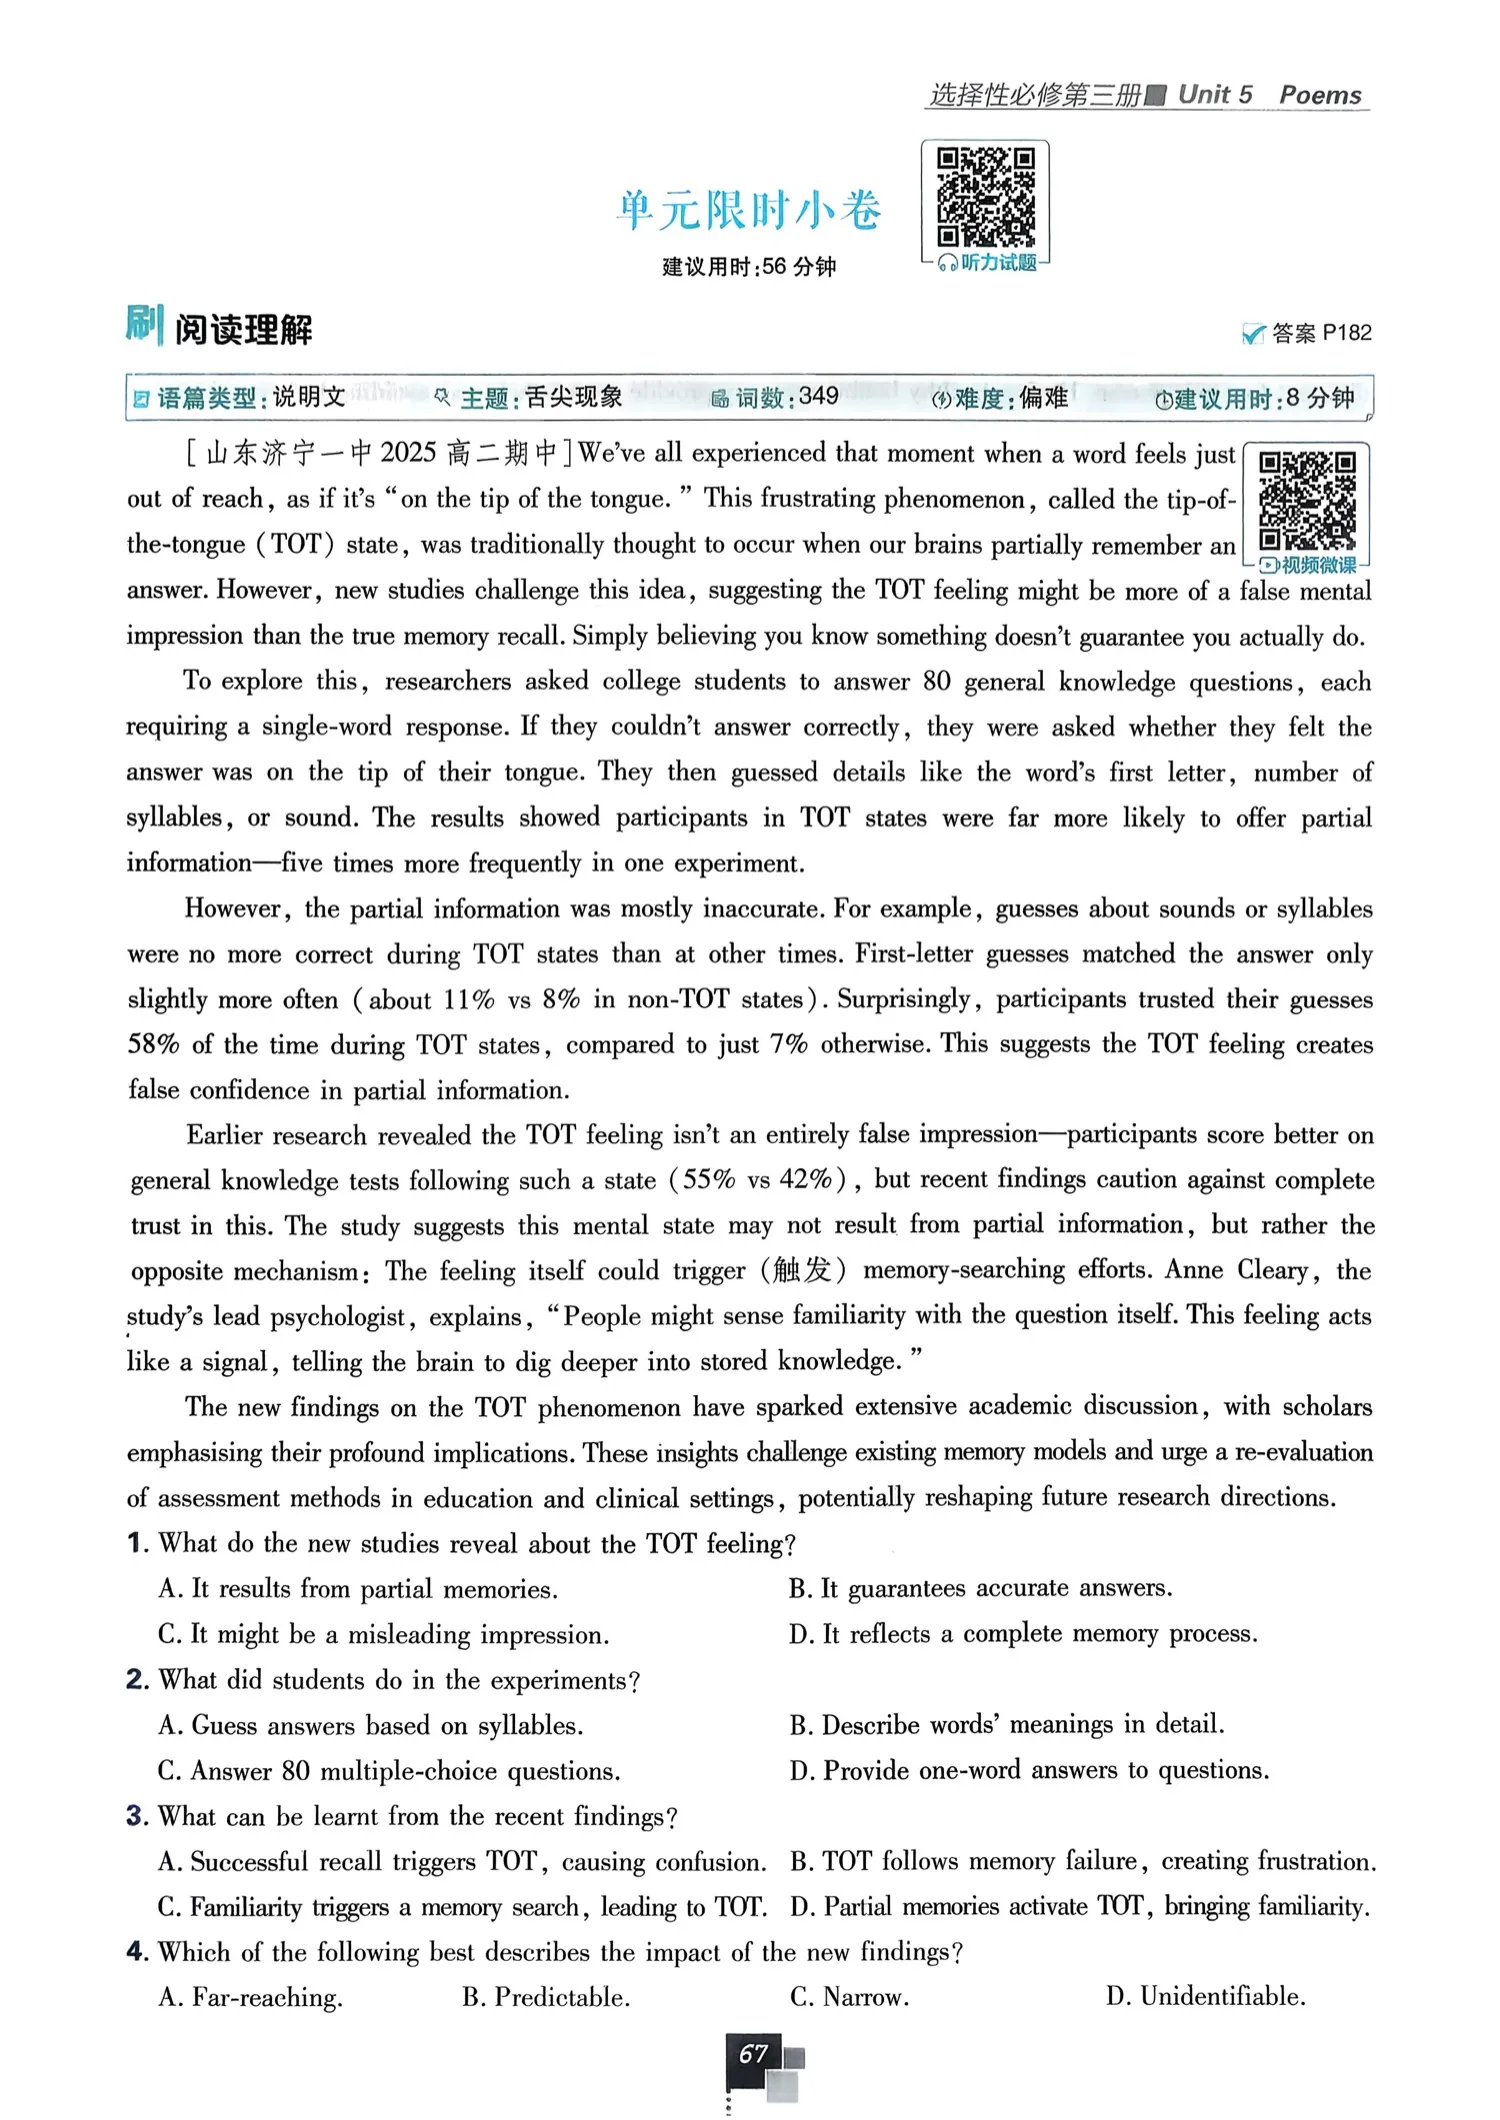 选择性必修第三册 Unit 5 Poems
单元限时小卷
建议用时:56 分钟
听力试题
刷 阅读理解
答案 P182
语篇类型:说明文 主题:舌尖现象 词数:349 难度:偏难 建议用时:8 分钟
[山东济宁一中 2025 高二期中]We've all experienced that moment when a word feels just
out of reach, as if it's “on the tip of the tongue.” This frustrating phenomenon, called the tip-of-
the-tongue (TOT) state, was traditionally thought to occur when our brains partially remember an
视频微课
answer. However, new studies challenge this idea, suggesting the TOT feeling might be more of a false mental
impression than the true memory recall. Simply believing you know something doesn't guarantee you actually do.
To explore this, researchers asked college students to answer 80 general knowledge questions, each
requiring a single-word response. If they couldn't answer correctly, they were asked whether they felt the
answer was on the tip of their tongue. They then guessed details like the word's first letter, number of
syllables, or sound. The results showed participants in TOT states were far more likely to offer partial
information—five times more frequently in one experiment.
However, the partial information was mostly inaccurate. For example, guesses about sounds or syllables
were no more correct during TOT states than at other times. First-letter guesses matched the answer only
slightly more often (about 11% vs 8% in non-TOT states). Surprisingly, participants trusted their guesses
58% of the time during TOT states, compared to just 7% otherwise. This suggests the TOT feeling creates
false confidence in partial information.
Earlier research revealed the TOT feeling isn't an entirely false impression—participants score better on
general knowledge tests following such a state (55% vs 42%), but recent findings caution against complete
trust in this. The study suggests this mental state may not result from partial information, but rather the
opposite mechanism: The feeling itself could trigger (触发) memory-searching efforts. Anne Cleary, the
study's lead psychologist, explains, “People might sense familiarity with the question itself. This feeling acts
like a signal, telling the brain to dig deeper into stored knowledge.”
The new findings on the TOT phenomenon have sparked extensive academic discussion, with scholars
emphasising their profound implications. These insights challenge existing memory models and urge a re-evaluation
of assessment methods in education and clinical settings, potentially reshaping future research directions.
1. What do the new studies reveal about the TOT feeling?
A. It results from partial memories. B. It guarantees accurate answers.
C. It might be a misleading impression. D. It reflects a complete memory process.
2. What did students do in the experiments?
A. Guess answers based on syllables. B. Describe words' meanings in detail.
C. Answer 80 multiple-choice questions. D. Provide one-word answers to questions.
3. What can be learnt from the recent findings?
A. Successful recall triggers TOT, causing confusion. B. TOT follows memory failure, creating frustration.
C. Familiarity triggers a memory search, leading to TOT. D. Partial memories activate TOT, bringing familiarity.
4. Which of the following best describes the impact of the new findings?
A. Far-reaching. B. Predictable. C. Narrow. D. Unidentifiable.
67